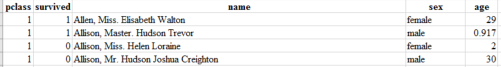 pclass survived name sex age
1 1 Allen, Miss. Elisabeth Walton female 29
1 1 Allison, Master. Hudson Trevor male 0.917
1 0 Allison, Miss. Helen Loraine female 2
1 0 Allison, Mr. Hudson Joshua Creighton male 30